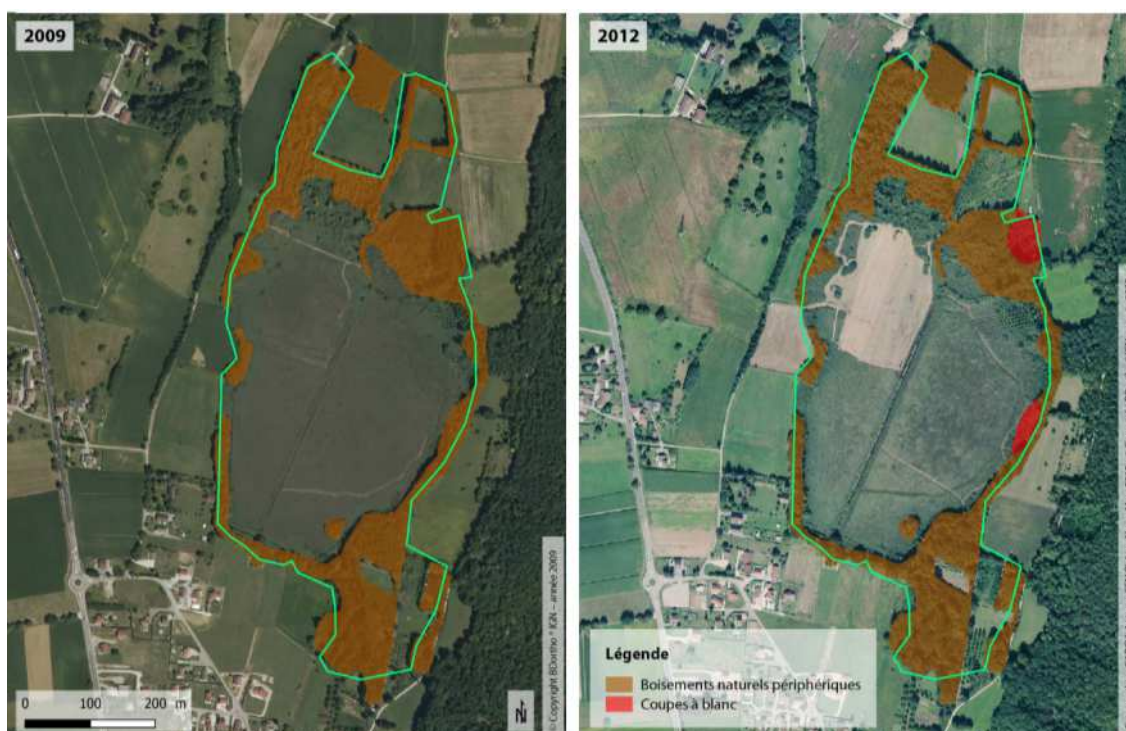 2009
2012
0 100 200 m
N
© Copyright BDortho ® IGN – année 2009
Légende
Boisements naturels périphériques
Coupes à blanc